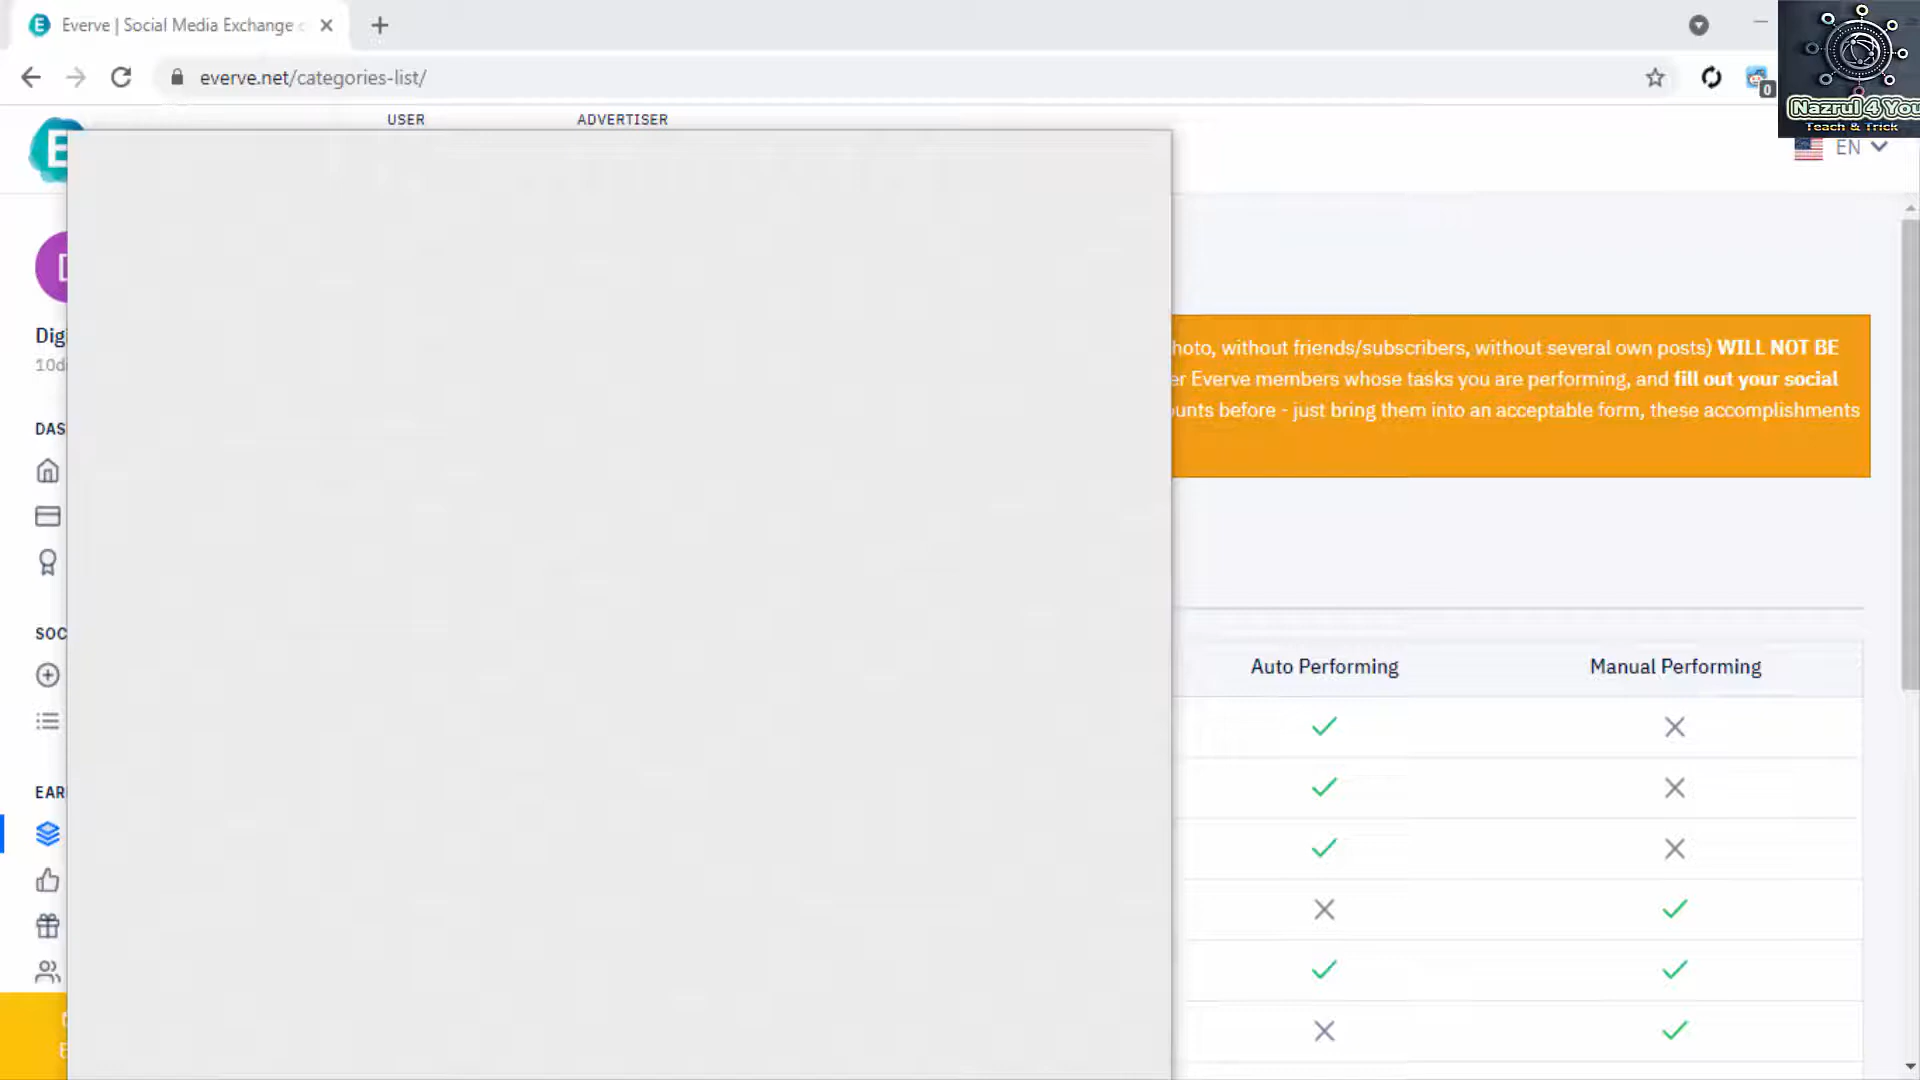 Everve | Social Media Exchange
everve.net/categories-list/
0
Nazrul 4 You
Teach & Trick
USER
ADVERTISER
E
EN
D
Digi
10d
hoto, without friends/subscribers, without several own posts) WILL NOT BE
er Everve members whose tasks you are performing, and fill out your social
unts before - just bring them into an acceptable form, these accomplishments
DAS
SOC
EAR
Auto Performing
Manual Performing